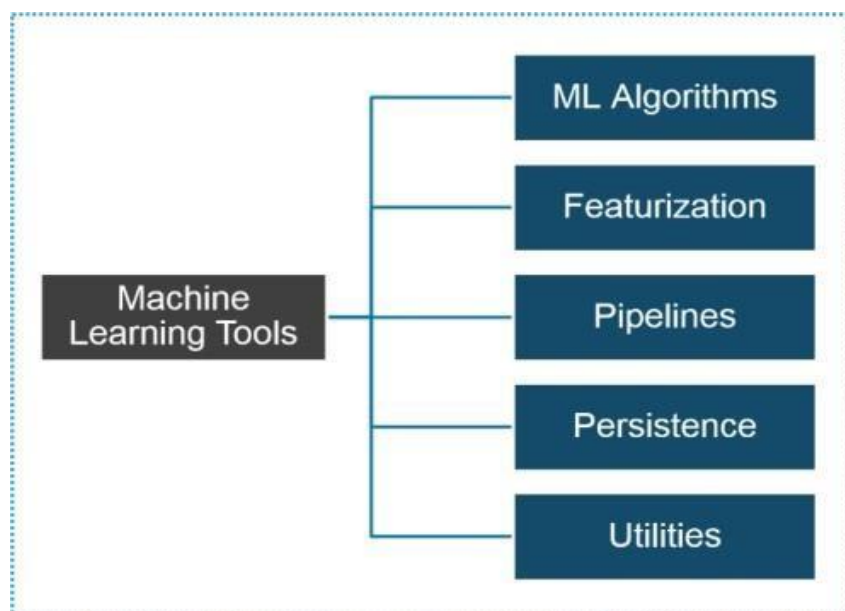 Machine
Learning Tools
ML Algorithms
Featurization
Pipelines
Persistence
Utilities